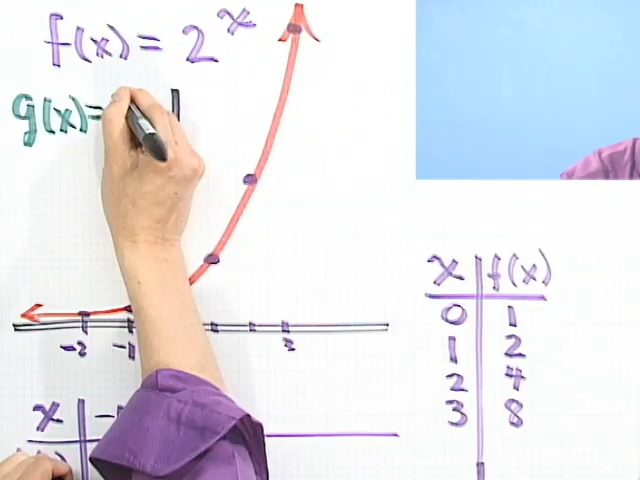 f(x) = 2^x
g(x) =
-2 -1 2
x f(x)
0 1
1 2
2 4
3 8
x